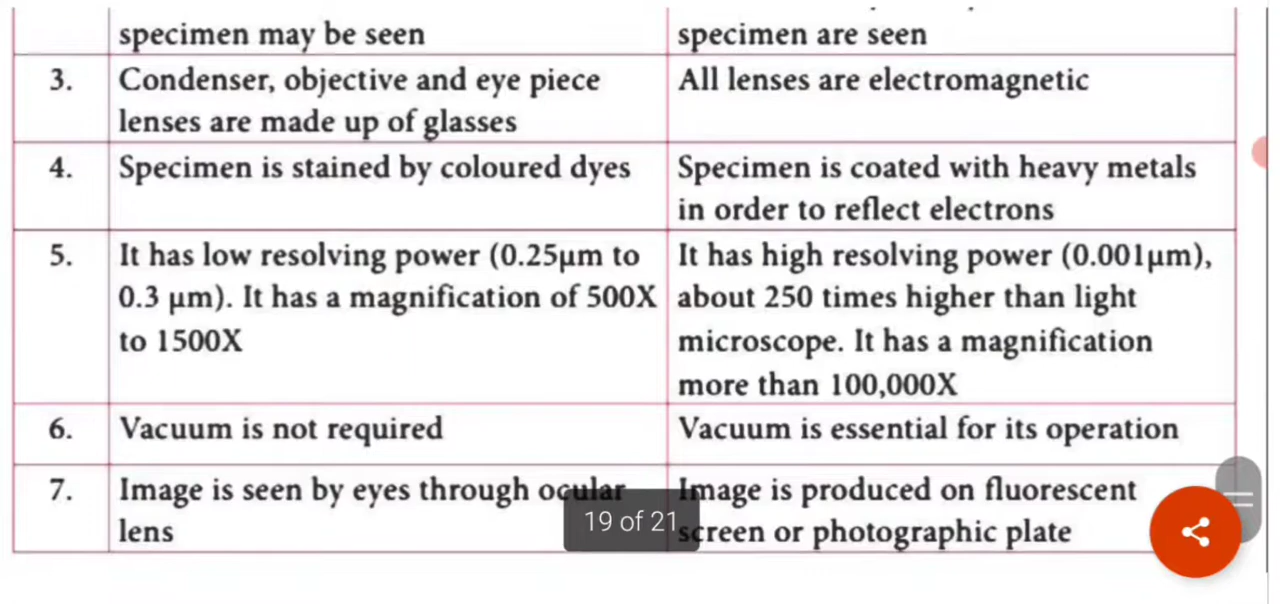 specimen may be seen
specimen are seen
3.
Condenser, objective and eye piece
lenses are made up of glasses
All lenses are electromagnetic
4.
Specimen is stained by coloured dyes
Specimen is coated with heavy metals
in order to reflect electrons
5.
It has low resolving power (0.25μm to
0.3 μm). It has a magnification of 500X
to 1500X
It has high resolving power (0.001μm),
about 250 times higher than light
microscope. It has a magnification
more than 100,000X
6.
Vacuum is not required
Vacuum is essential for its operation
7.
Image is seen by eyes through ocular
lens
Image is produced on fluorescent
screen or photographic plate
19 of 21